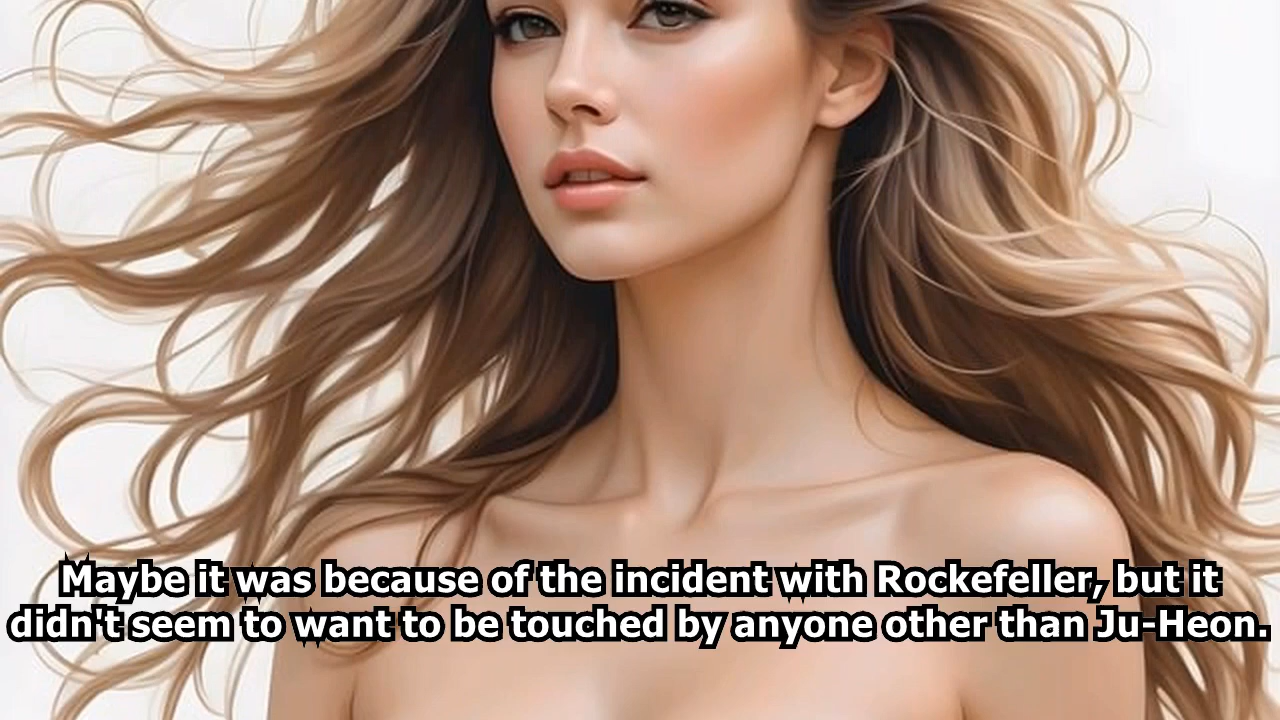 Maybe it was because of the incident with Rockefeller, but it
didn't seem to want to be touched by anyone other than Ju-Heon.